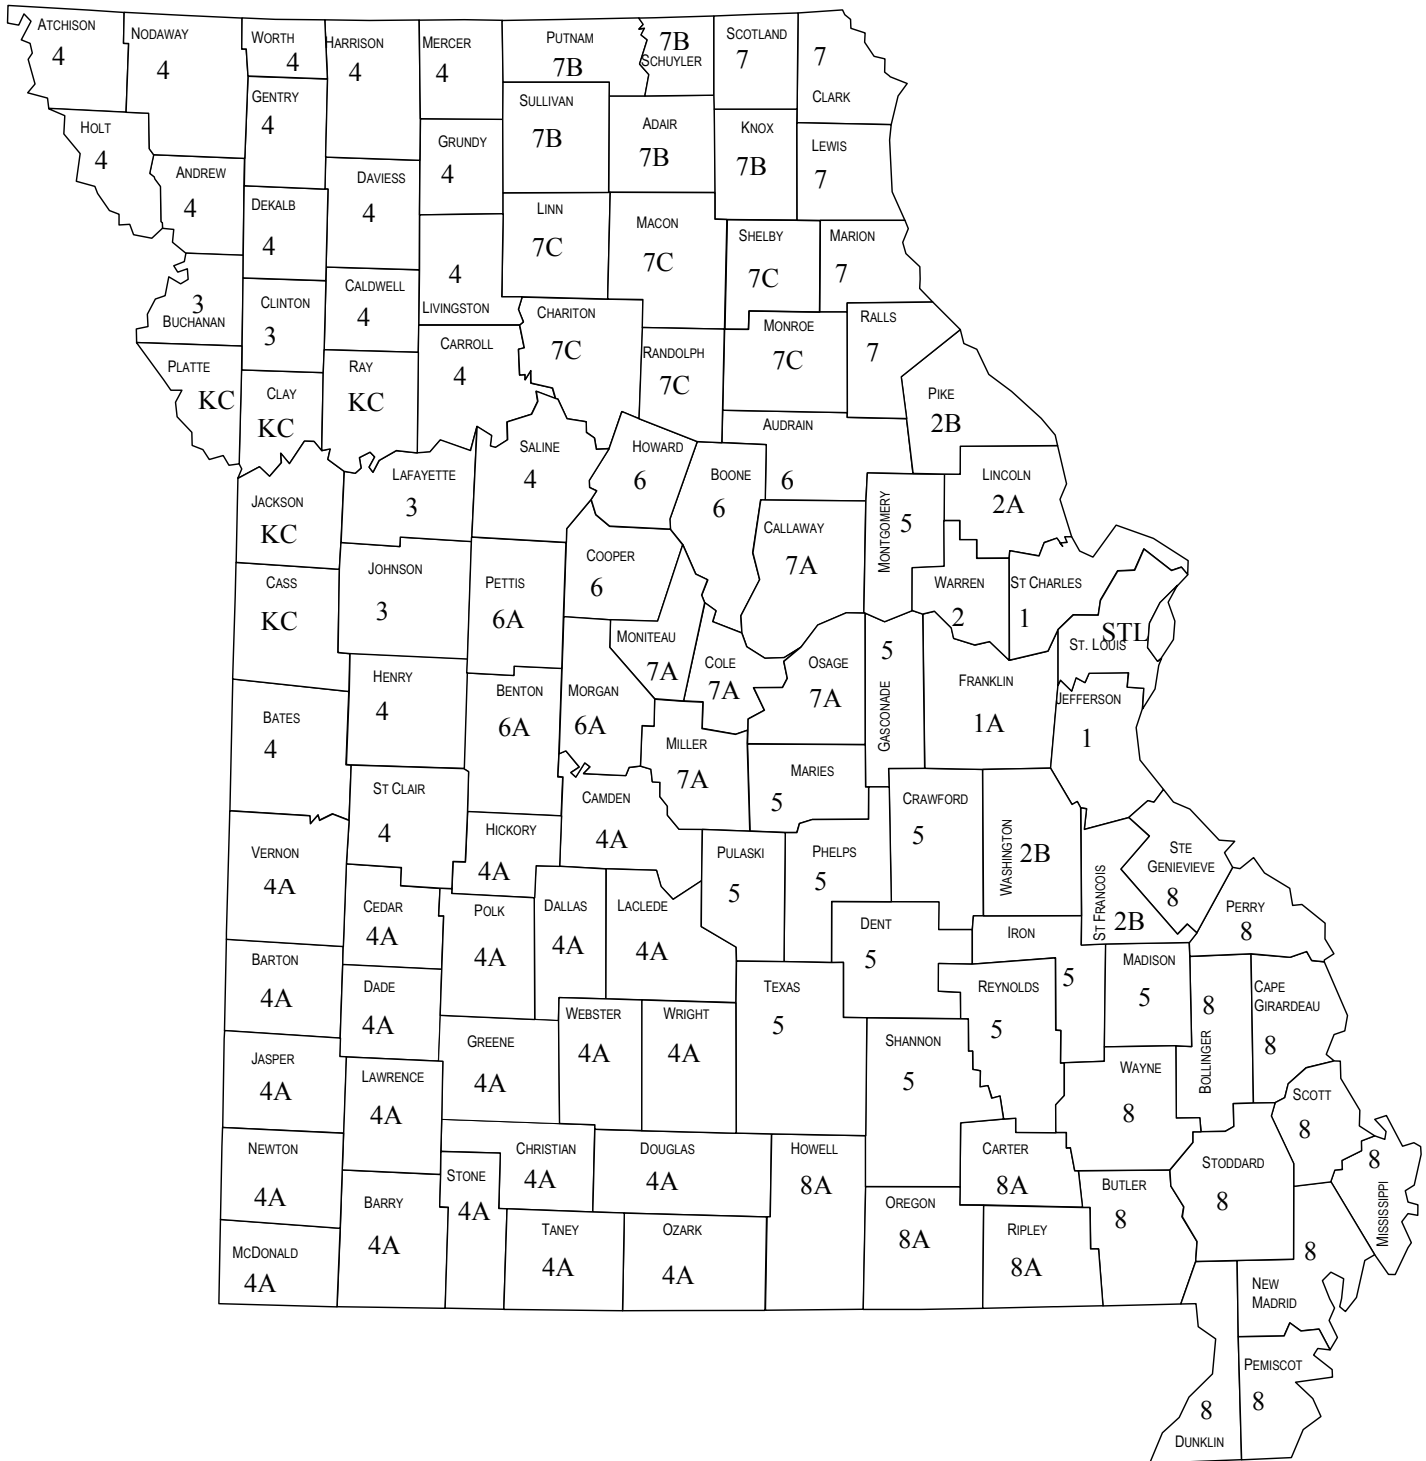 ATCHISON
4
NODAWAY
4
WORTH
4
HARRISON
4
MERCER
4
PUTNAM
7B
7B
SCHUYLER
SCOTLAND
7
7
CLARK
HOLT
4
GENTRY
4
GRUNDY
4
SULLIVAN
7B
ADAIR
7B
KNOX
7B
LEWIS
7
ANDREW
4
DEKALB
4
DAVIESS
4
LINN
7C
MACON
7C
SHELBY
7C
MARION
7
3
BUCHANAN
CLINTON
3
CALDWELL
4
4
LIVINGSTON
CHARITON
7C
RANDOLPH
7C
MONROE
7C
RALLS
7
PLATTE
KC
CLAY
KC
RAY
KC
CARROLL
4
PIKE
2B
SALINE
4
HOWARD
6
BOONE
6
AUDRAIN
6
LINCOLN
2A
JACKSON
KC
LAFAYETTE
3
COOPER
6
CALLAWAY
7A
MONTGOMERY
5
WARREN
2
ST CHARLES
1
STL
ST. LOUIS
CASS
KC
JOHNSON
3
PETTIS
6A
MONITEAU
7A
COLE
7A
OSAGE
7A
5
GASCONADE
FRANKLIN
1A
JEFFERSON
1
BATES
4
HENRY
4
BENTON
6A
MORGAN
6A
MILLER
7A
MARIES
5
CRAWFORD
5
WASHINGTON
2B
VERNON
4A
ST CLAIR
4
HICKORY
4A
CAMDEN
4A
PULASKI
5
PHELPS
5
ST FRANCOIS
2B
STE
GENIEVIEVE
8
PERRY
8
CEDAR
4A
POLK
4A
DALLAS
4A
LACLEDE
4A
DENT
5
IRON
5
MADISON
5
BARTON
4A
DADE
4A
TEXAS
5
REYNOLDS
5
8
BOLLINGER
CAPE
GIRARDEAU
8
JASPER
4A
LAWRENCE
4A
GREENE
4A
WEBSTER
4A
WRIGHT
4A
SHANNON
5
WAYNE
8
SCOTT
8
NEWTON
4A
BARRY
4A
STONE
4A
CHRISTIAN
4A
DOUGLAS
4A
HOWELL
8A
CARTER
8A
BUTLER
8
STODDARD
8
8
MISSISSIPPI
MCDONALD
4A
TANEY
4A
OZARK
4A
OREGON
8A
RIPLEY
8A
8
NEW
MADRID
PEMISCOT
8
8
DUNKLIN